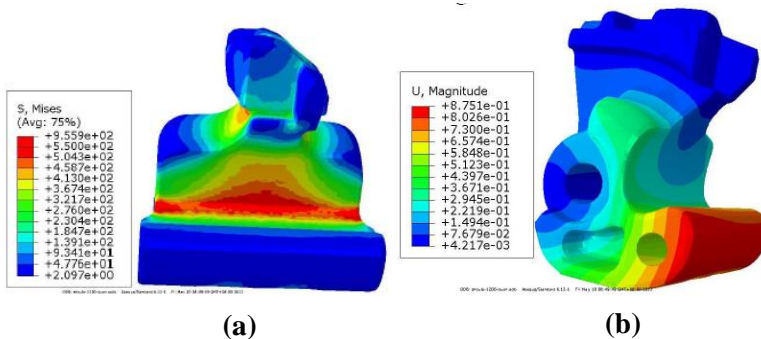 S, Mises
(Avg: 75%)
+9.559e+02
+5.500e+02
+5.043e+02
+4.587e+02
+4.130e+02
+3.674e+02
+3.217e+02
+2.760e+02
+2.304e+02
+1.847e+02
+1.391e+02
+9.341e+01
+4.776e+01
+2.097e+00
U, Magnitude
+8.751e-01
+8.026e-01
+7.300e-01
+6.574e-01
+5.848e-01
+5.123e-01
+4.397e-01
+3.671e-01
+2.945e-01
+2.219e-01
+1.494e-01
+7.679e-02
+4.217e-03
(a)
(b)